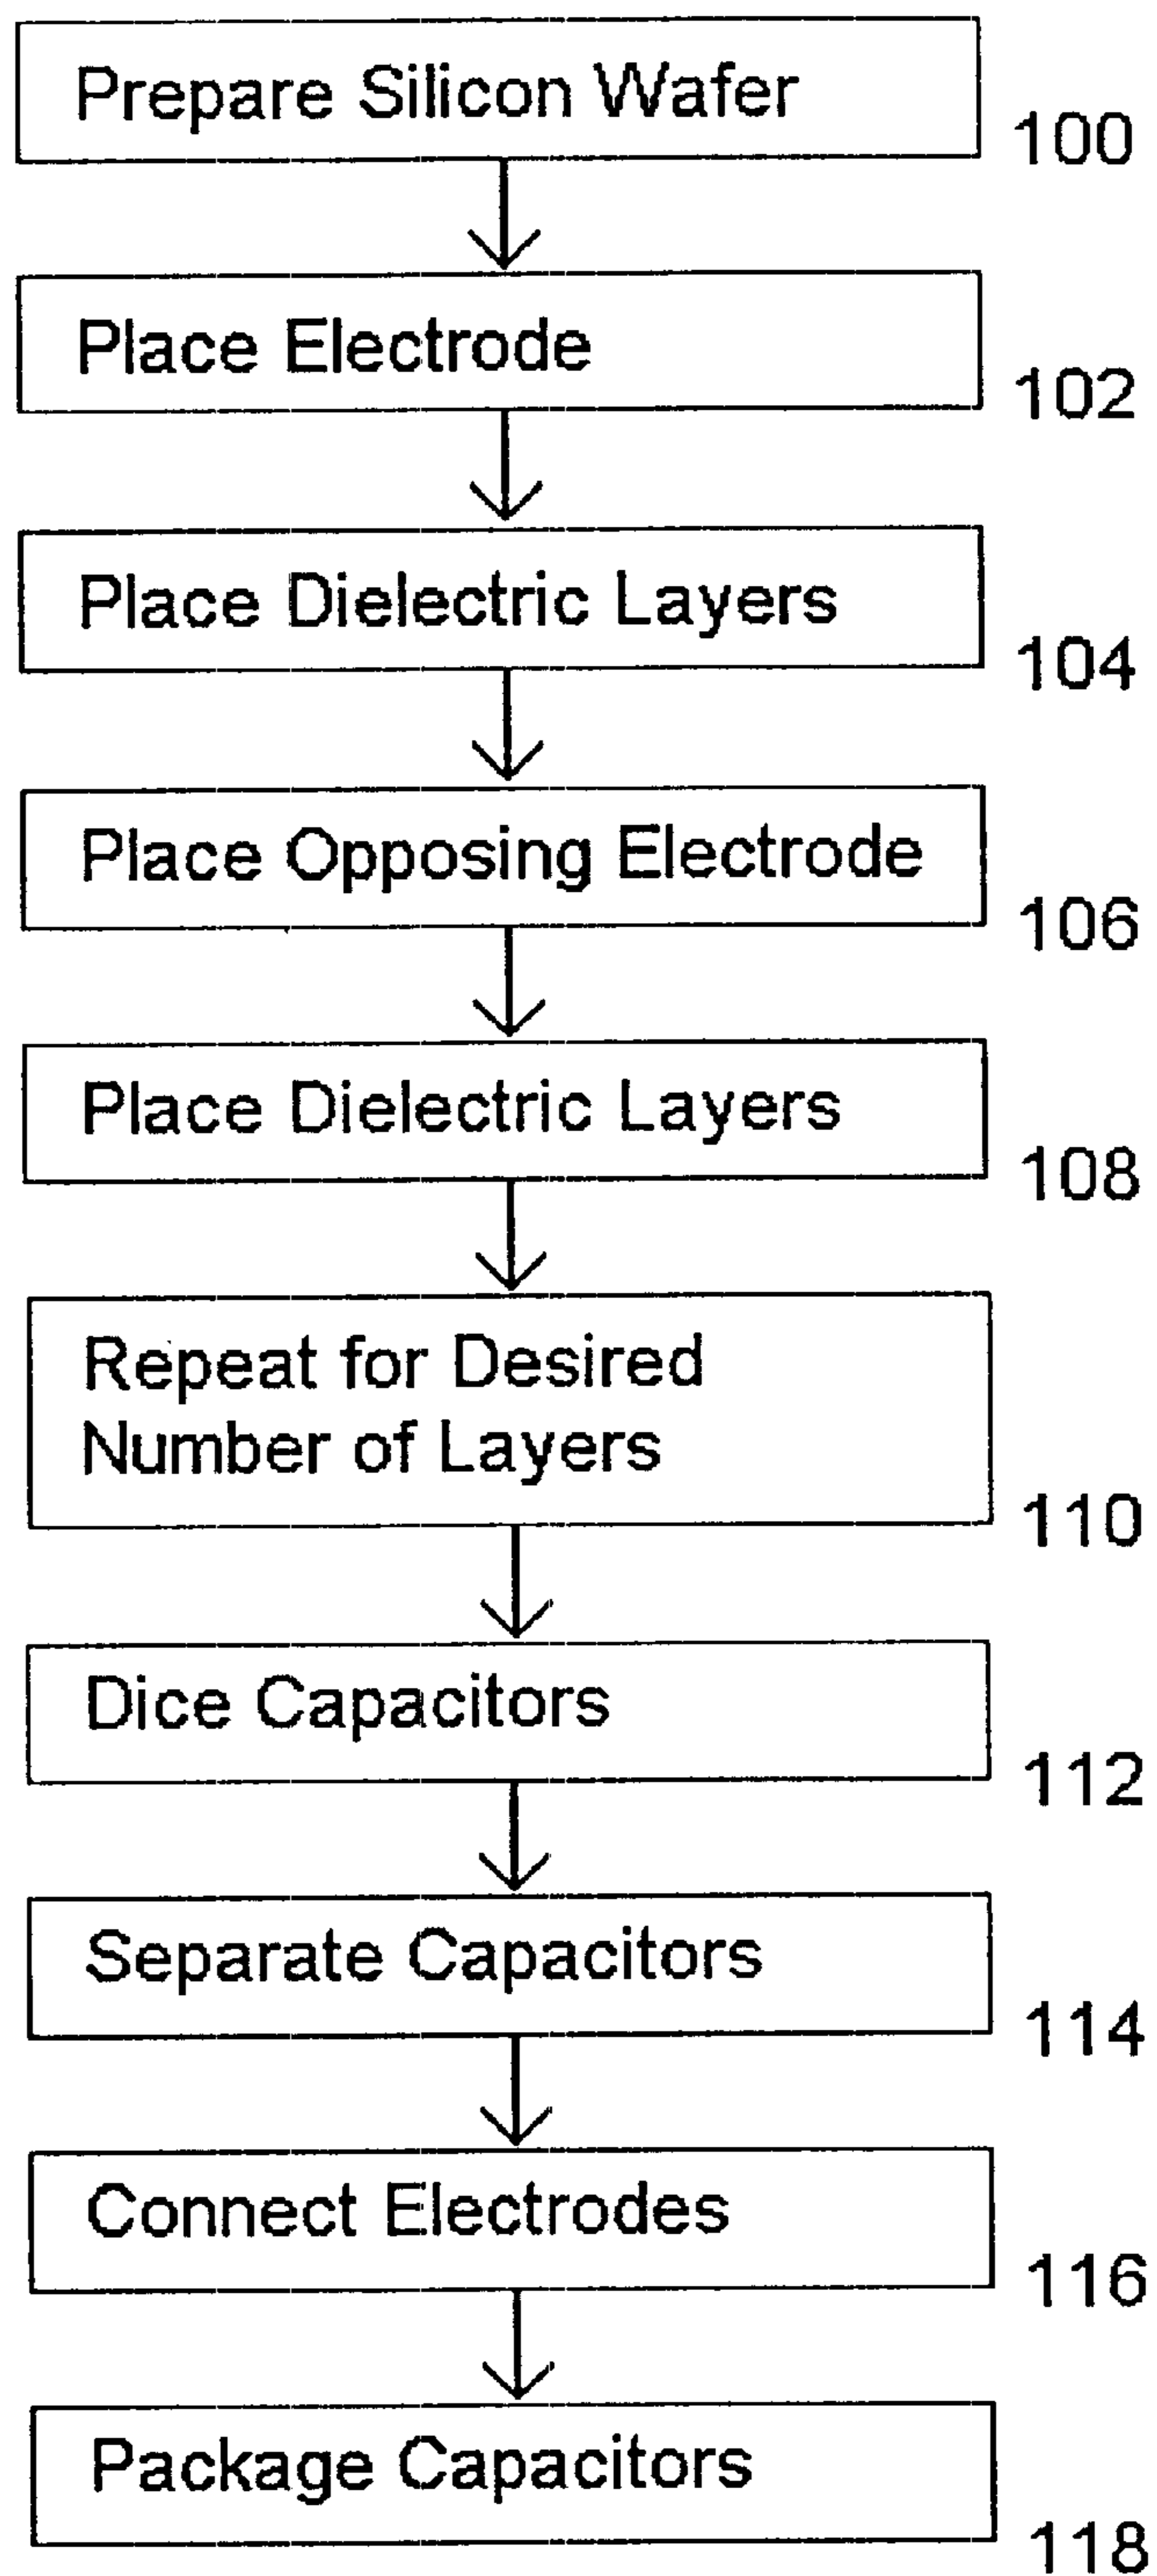 Prepare Silicon Wafer
100
Place Electrode
102
Place Dielectric Layers
104
Place Opposing Electrode
106
Place Dielectric Layers
108
Repeat for Desired
Number of Layers
110
Dice Capacitors
112
Separate Capacitors
114
Connect Electrodes
116
Package Capacitors
118